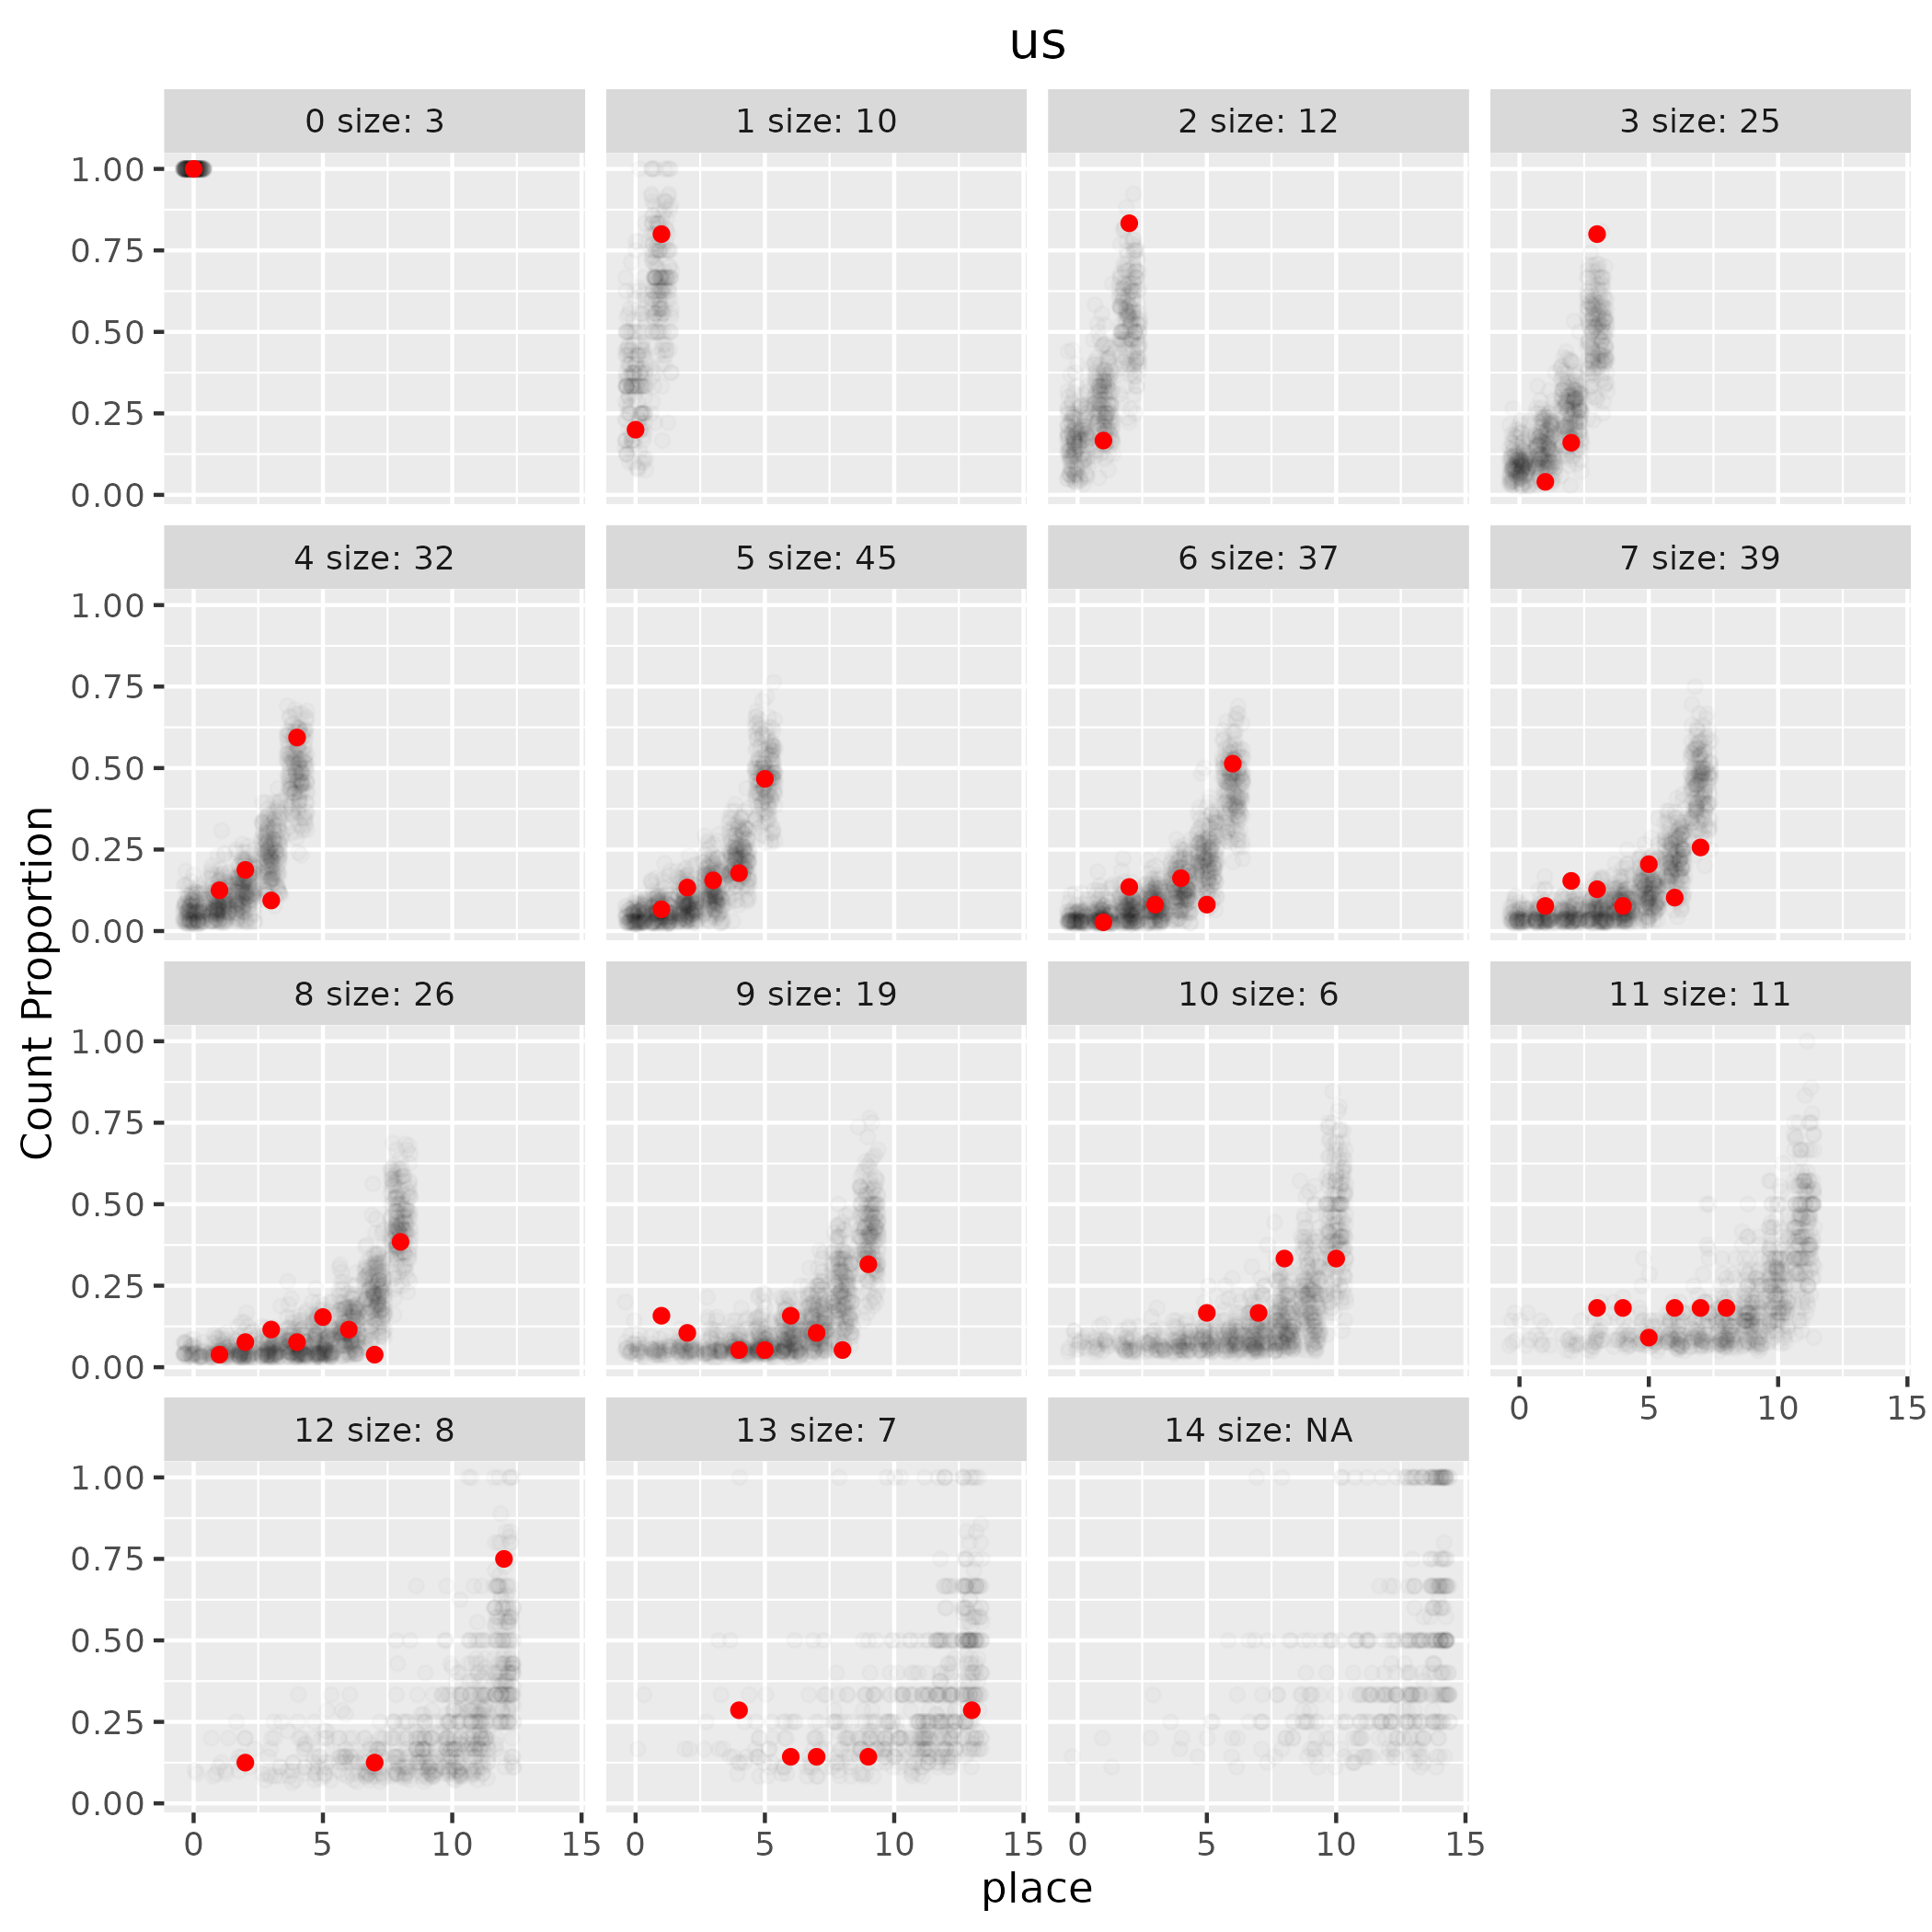 us
0 size: 3
1 size: 10
2 size: 12
3 size: 25
1.00
0.75
0.50
0.25
0.00
4 size: 32
5 size: 45
6 size: 37
7 size: 39
1.00
0.75
0.50
0.25
0.00
Count Proportion
8 size: 26
9 size: 19
10 size: 6
11 size: 11
1.00
0.75
0.50
0.25
0.00
0 5 10 15
12 size: 8
13 size: 7
14 size: NA
1.00
0.75
0.50
0.25
0.00
0 5 10 15
0 5 10 15
0 5 10 15
place